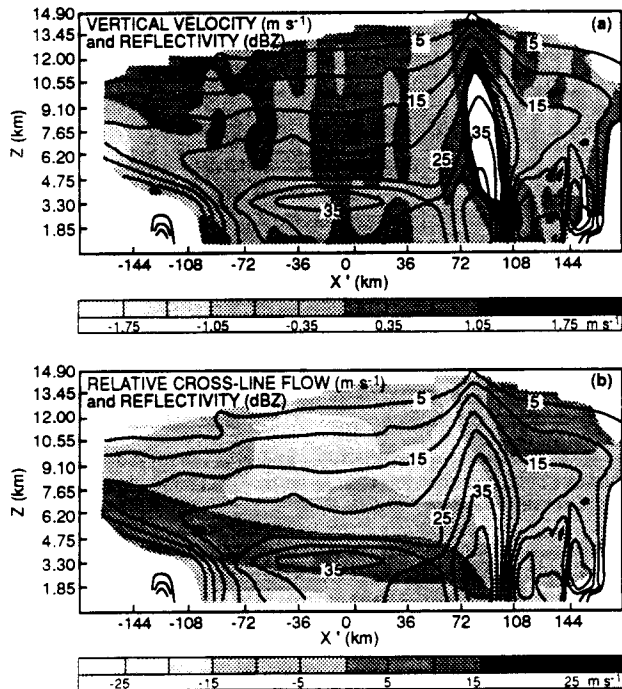 VERTICAL VELOCITY (m s-1)
and REFLECTIVITY (dBZ)
(a)
14.90
13.45
12.00
10.55
9.10
7.65
6.20
4.75
3.30
1.85
Z (km)
5
5
15
15
25
35
35
-144 -108 -72 -36 0 36 72 108 144
X' (km)
-1.75 -1.05 -0.35 0.35 1.05 1.75 m s-1
RELATIVE CROSS-LINE FLOW (m s-1)
and REFLECTIVITY (dBZ)
(b)
14.90
13.45
12.00
10.55
9.10
7.65
6.20
4.75
3.30
1.85
Z (km)
5
5
15
15
25
35
35
-144 -108 -72 -36 0 36 72 108 144
X' (km)
-25 -15 -5 5 15 25 m s-1